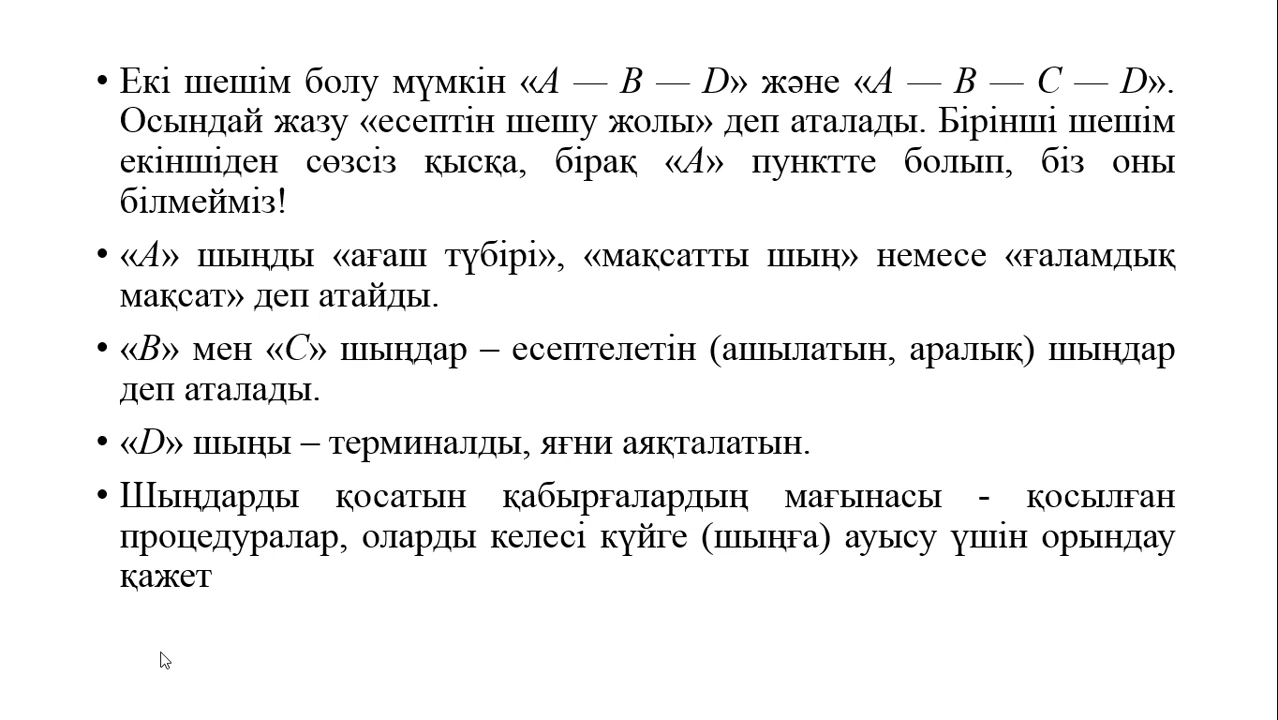 • Екі шешім болу мүмкін «A — B — D» және «A — B — C — D».
Осындай жазу «есептін шешу жолы» деп аталады. Бірінші шешім
екіншіден сөзсіз қысқа, бірақ «A» пунктте болып, біз оны
білмейміз!
• «A» шыңды «ағаш түбірі», «мақсатты шың» немесе «ғаламдық
мақсат» деп атайды.
• «B» мен «C» шыңдар – есептелетін (ашылатын, аралық) шыңдар
деп аталады.
• «D» шыңы – терминалды, яғни аяқталатын.
• Шыңдарды қосатын қабырғалардың мағынасы - қосылған
процедуралар, оларды келесі күйге (шыңға) ауысу үшін орындау
қажет